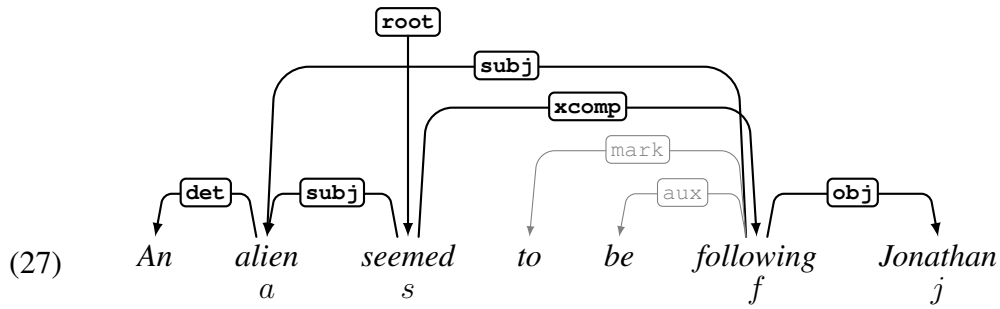 root
subj
xcomp
mark
det subj aux obj
(27) An alien seemed to be following Jonathan
a s f j